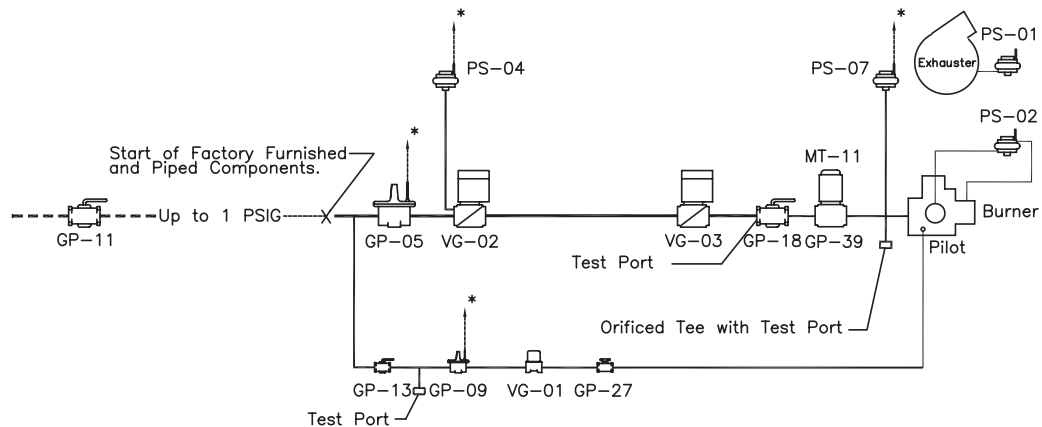 *
*
PS-01
PS-04
PS-07
Exhauster
PS-02
*
Start of Factory Furnished
and Piped Components.
MT-11
Up to 1 PSIG
Burner
GP-11
GP-05
VG-02
VG-03
GP-18
GP-39
Pilot
Test Port
*
Orificed Tee with Test Port
GP-13
GP-09
VG-01
GP-27
Test Port